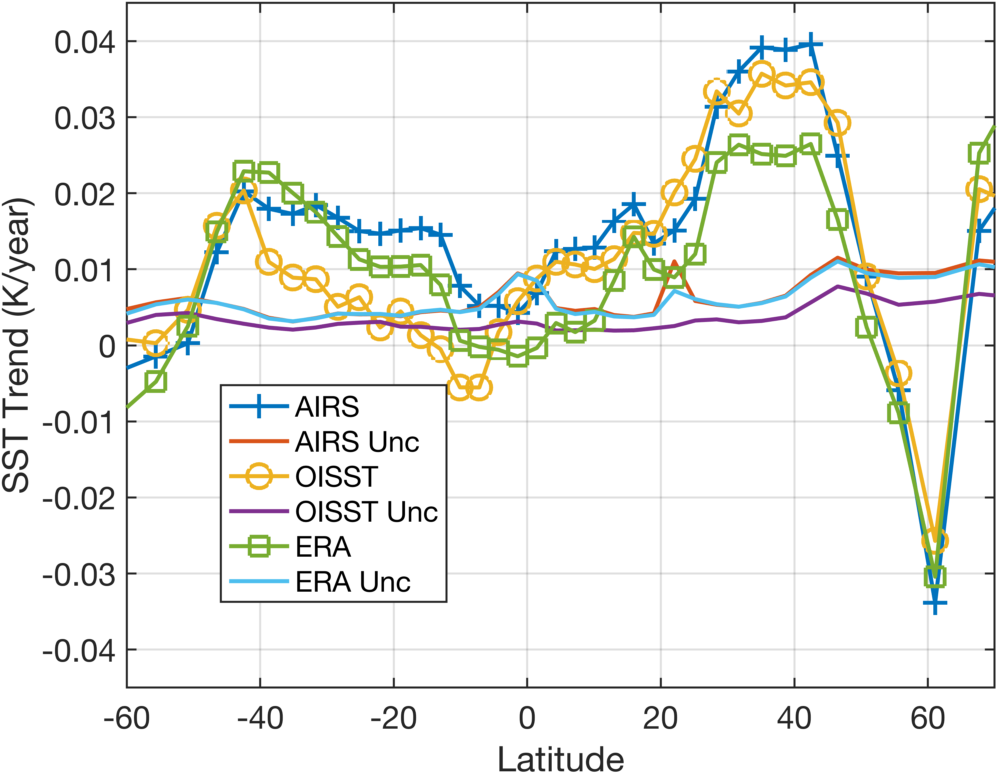 0.04
0.03
0.02
0.01
0
-0.01
-0.02
-0.03
-0.04
SST Trend (K/year)
AIRS
AIRS Unc
OISST
OISST Unc
ERA
ERA Unc
-60 -40 -20 0 20 40 60
Latitude